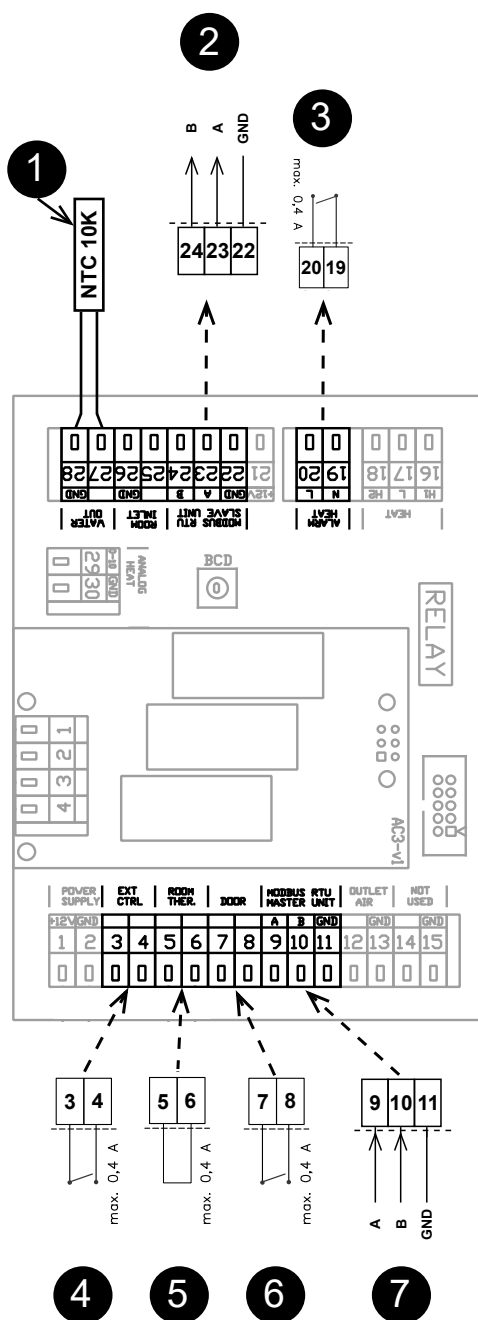 2
B
A
GND
3
max. 0,4 A
1
NTC 10K
24 23 22
20 19
28 27 26 25 24 23 22 21
20 19 18 17 16
GND GND B A GND +12V
L N H2 L H1
WATER OUT
ROOM INLET
MODBUS RTU
SLAVE UNIT
ALARM HEAT
HEAT
29 30
0-10 GND
ANALOG
HEAT
BCD
RELAY
1
2
3
4
AC3-v1
POWER SUPPLY
EXT CTRL
ROOM THER.
DOOR
MODBUS RTU
MASTER UNIT
OUTLET AIR
NOT USED
+12V GND A B GND GND GND
1 2 3 4 5 6 7 8 9 10 11 12 13 14 15
3 4
5 6
7 8
9 10 11
max. 0,4 A
max. 0,4 A
max. 0,4 A
A
B
GND
4
5
6
7